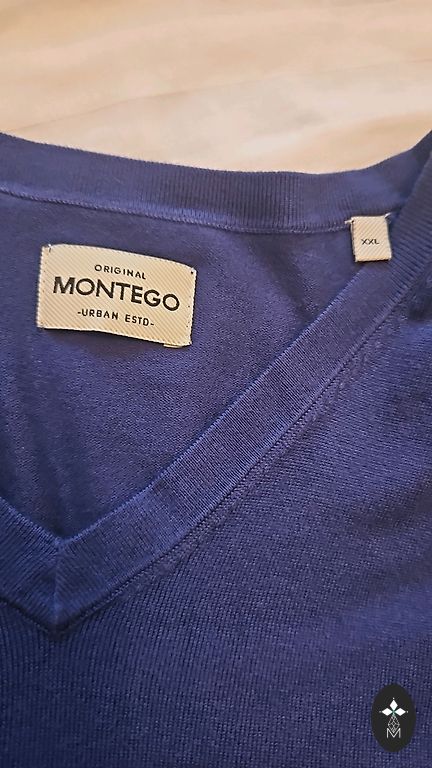 ORIGINAL
MONTEGO
-URBAN ESTD-
XXL
M